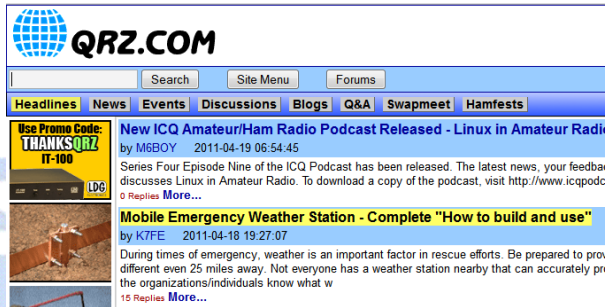 QRZ.COM
Search Site Menu Forums
Headlines News Events Discussions Blogs Q&A Swapmeet Hamfests
Use Promo Code:
THANKSQRZ
IT-100
LDG
New ICQ Amateur/Ham Radio Podcast Released - Linux in Amateur Radi
by M6BOY 2011-04-19 06:54:45
Series Four Episode Nine of the ICQ Podcast has been released. The latest news, your feedba
discusses Linux in Amateur Radio. To download a copy of the podcast, visit http://www.icqpodc
0 Replies More...
Mobile Emergency Weather Station - Complete "How to build and use"
by K7FE 2011-04-18 19:27:07
During times of emergency, weather is an important factor in rescue efforts. Be prepared to prov
different even 25 miles away. Not everyone has a weather station nearby that can accurately pr
the organizations/individuals know what w
15 Replies More...